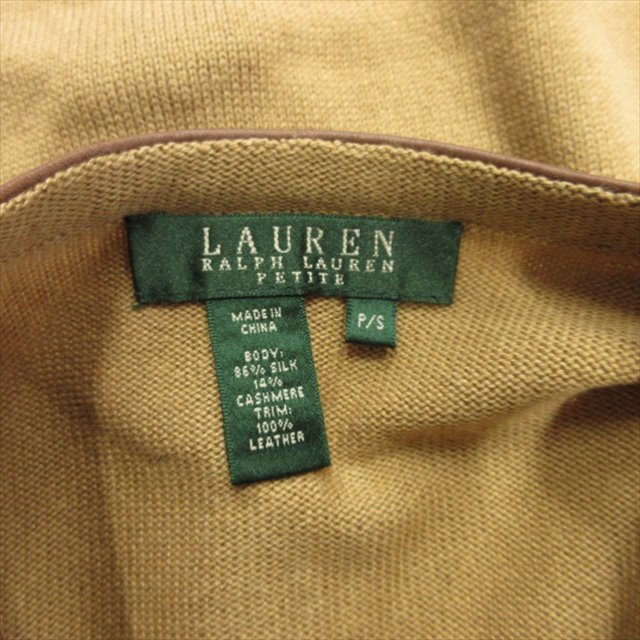 LAUREN
RALPH LAUREN
PETITE
MADE IN
CHINA
P/S
BODY:
86% SILK
14%
CASHMERE
TRIM:
100%
LEATHER